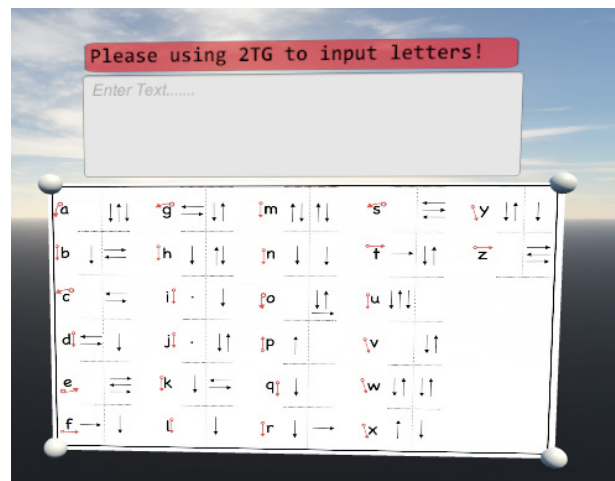 Please using 2TG to input letters!
Enter Text.......
a g m s y
b h n t z
c i o u
d j p v
e k q w
f l r x